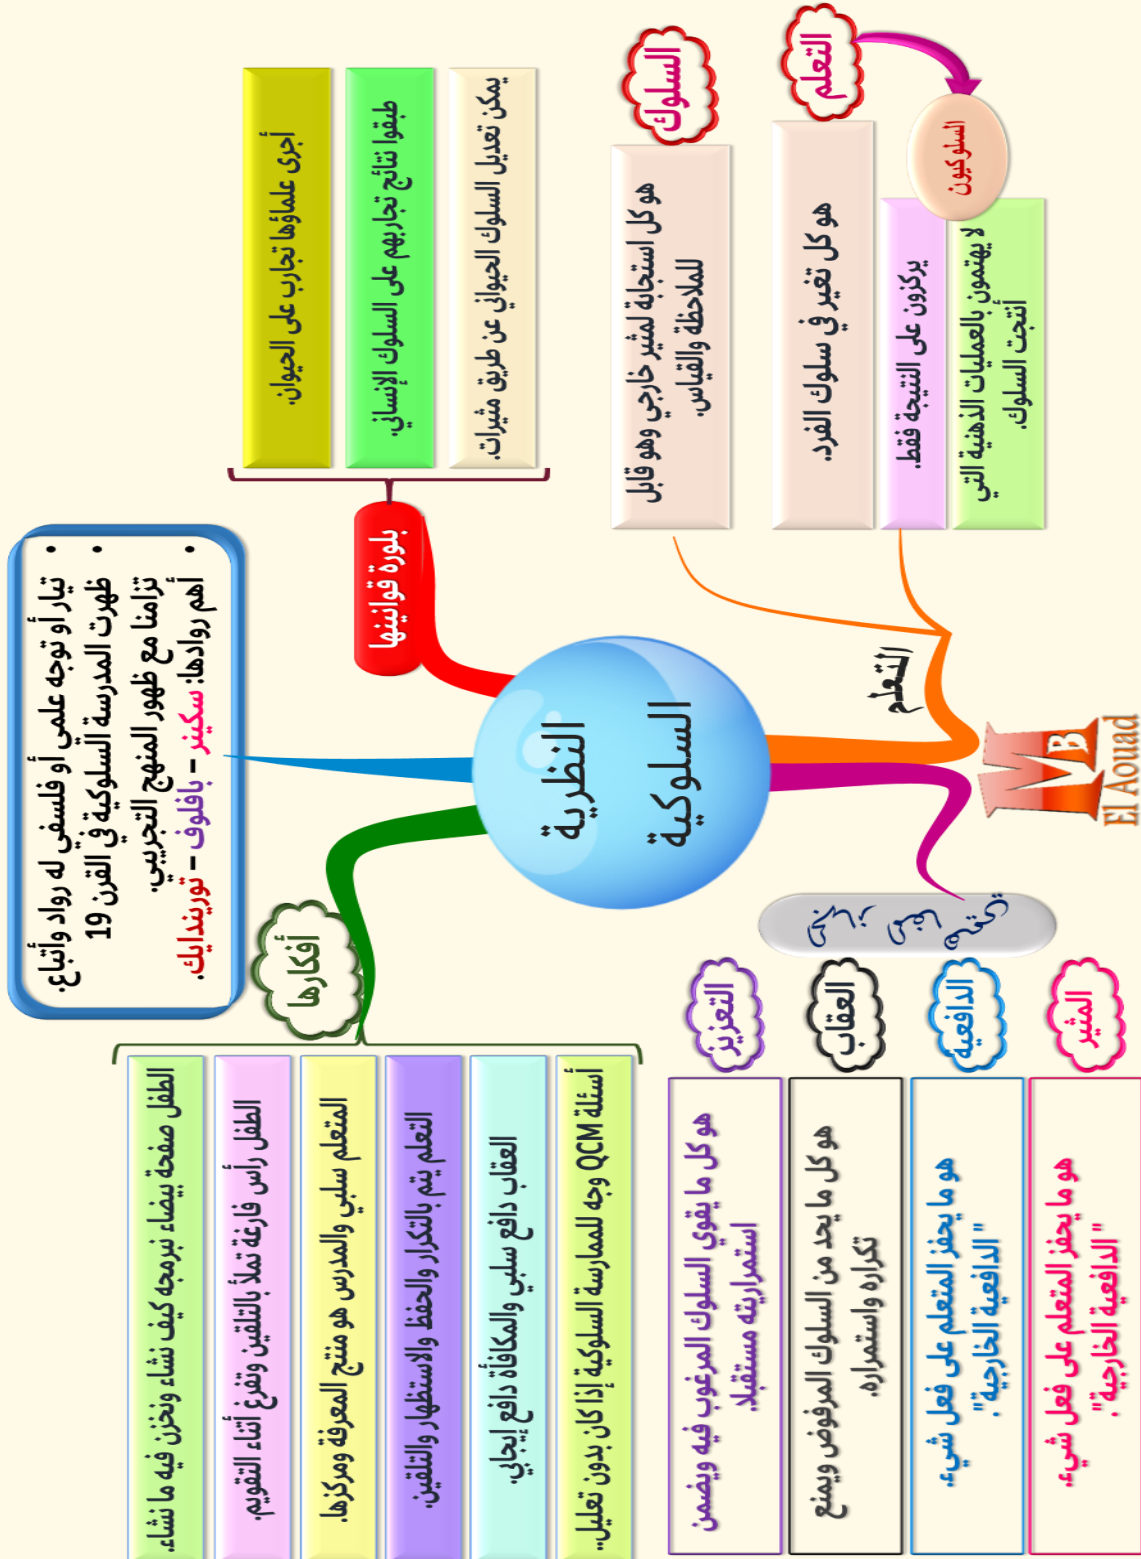 تيار أو توجه علمي أو فلسفي له رواد وأتباع.
ظهرت المدرسة السلوكية في القرن 19
تزامنا مع ظهور المنهج التجريبي.
أهم روادها: سكينر – بافلوف – توريندايك.
النظرية
السلوكية
بلورة قوانينها
أجرى علماؤها تجارب على الحيوان.
طبقوا نتائج تجاربهم على السلوك الإنساني.
يمكن تعديل السلوك الحيواني عن طريق مثيرات.
أفكارها
الطفل صفحة بيضاء نبرمجه كيف نشاء ونخزن فيه ما نشاء.
الطفل رأس فارغة تملأ بالتلقين وتفرغ أثناء التقويم.
المتعلم سلبي والمدرس هو منتج المعرفة ومركزها.
التعلم يتم بالتكرار والحفظ والاستظهار والتلقين.
العقاب دافع سلبي والمكافأة دافع إيجابي.
أسئلة QCM وجه للممارسة السلوكية إذا كان بدون تعليل..
التعلم
السلوك
هو كل استجابة لمثير خارجي وهو قابل
للملاحظة والقياس.
التعلم
هو كل تغير في سلوك الفرد.
السلوكيون
يركزون على النتيجة فقط.
لا يهتمون بالعمليات الذهنية التي
أنتجت السلوك.
الجهاز المفاهيمي
التعزيز
هو كل ما يقوي السلوك المرغوب فيه ويضمن
استمراريته مستقبلا.
العقاب
هو كل ما يحد من السلوك المرفوض ويمنع
تكراره واستمراره.
الدافعية
هو ما يحفز المتعلم على فعل شيء.
" الدافعية الخارجية".
المثير
هو ما يحفز المتعلم على فعل شيء.
" الدافعية الخارجية".
MB
El Aouad